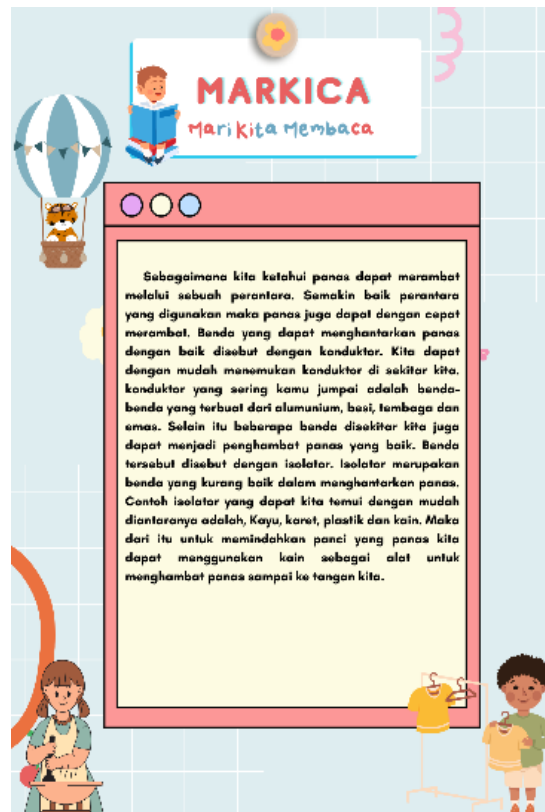 MARKICA
Mari Kita Membaca
Sebagaimana kita ketahui panas dapat merambat
melalui sebuah perantara. Semakin baik perantara
yang digunakan maka panas juga dapat dengan cepat
merambat. Benda yang dapat menghantarkan panas
dengan baik disebut dengan konduktor. Kita dapat
dengan mudah menemukan konduktor di sekitar kita.
konduktor yang sering kamu jumpai adalah benda-
benda yang terbuat dari alumunium, besi, tembaga dan
emas. Selain itu beberapa benda disekitar kita juga
dapat menjadi penghambat panas yang baik. Benda
tersebut disebut dengan isolator. Isolator merupakan
benda yang kurang baik dalam menghantarkan panas.
Contoh isolator yang dapat kita temui dengan mudah
diantaranya adalah, Kayu, karet, plastik dan kain. Maka
dari itu untuk memindahkan panci yang panas kita
dapat menggunakan kain sebagai alat untuk
menghambat panas sampai ke tangan kita.